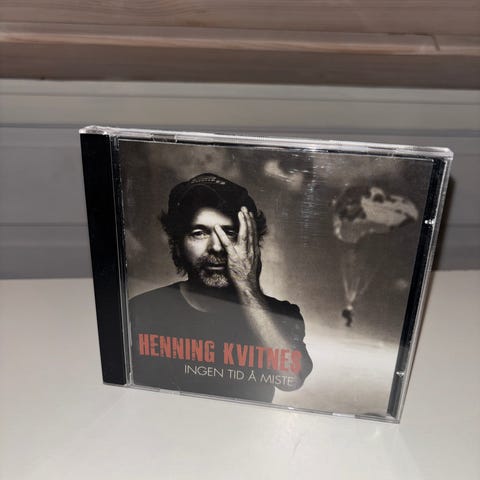 HENNING KVITNES
INGEN TID Å MISTE